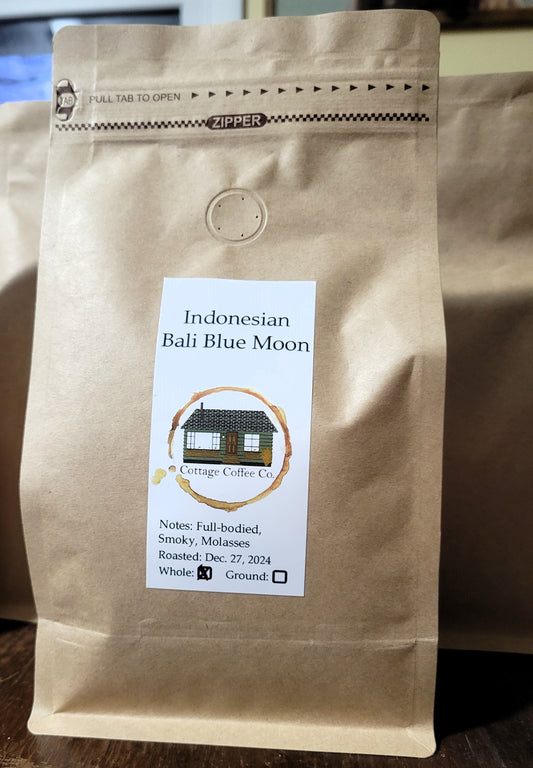 TAB PULL TAB TO OPEN
ZIPPER
Indonesian
Bali Blue Moon
Cottage Coffee Co.
Notes: Full-bodied,
Smoky, Molasses
Roasted: Dec. 27, 2024
Whole: Ground: